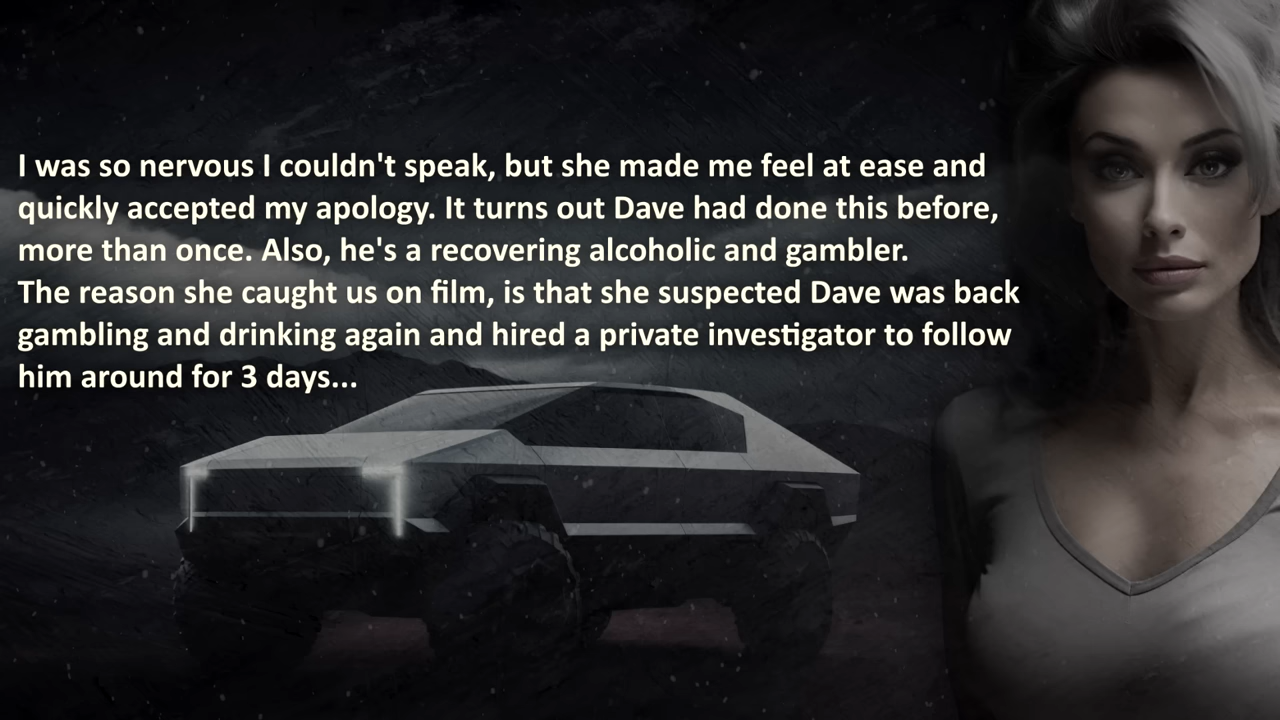 I was so nervous I couldn't speak, but she made me feel at ease and
quickly accepted my apology. It turns out Dave had done this before,
more than once. Also, he's a recovering alcoholic and gambler.
The reason she caught us on film, is that she suspected Dave was back
gambling and drinking again and hired a private investigator to follow
him around for 3 days...